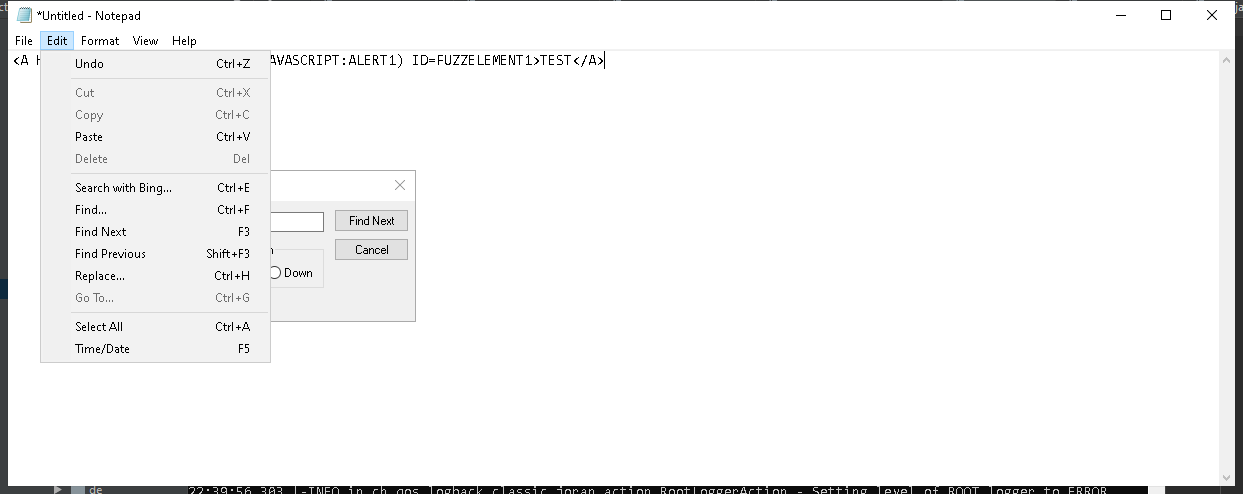 *Untitled - Notepad
File Edit Format View Help
<A H AVASCRIPT:ALERT1) ID=FUZZELEMENT1>TEST</A>
Undo Ctrl+Z
Cut Ctrl+X
Copy Ctrl+C
Paste Ctrl+V
Delete Del
Search with Bing... Ctrl+E
Find... Ctrl+F
Find Next F3
Find Previous Shift+F3
Replace... Ctrl+H
Go To... Ctrl+G
Select All Ctrl+A
Time/Date F5
Find Next
Cancel
Down
de 22:39:56,303 |-INFO in ch.qos.logback.classic.joran.action.RootLoggerAction - Setting level of ROOT logger to ERROR